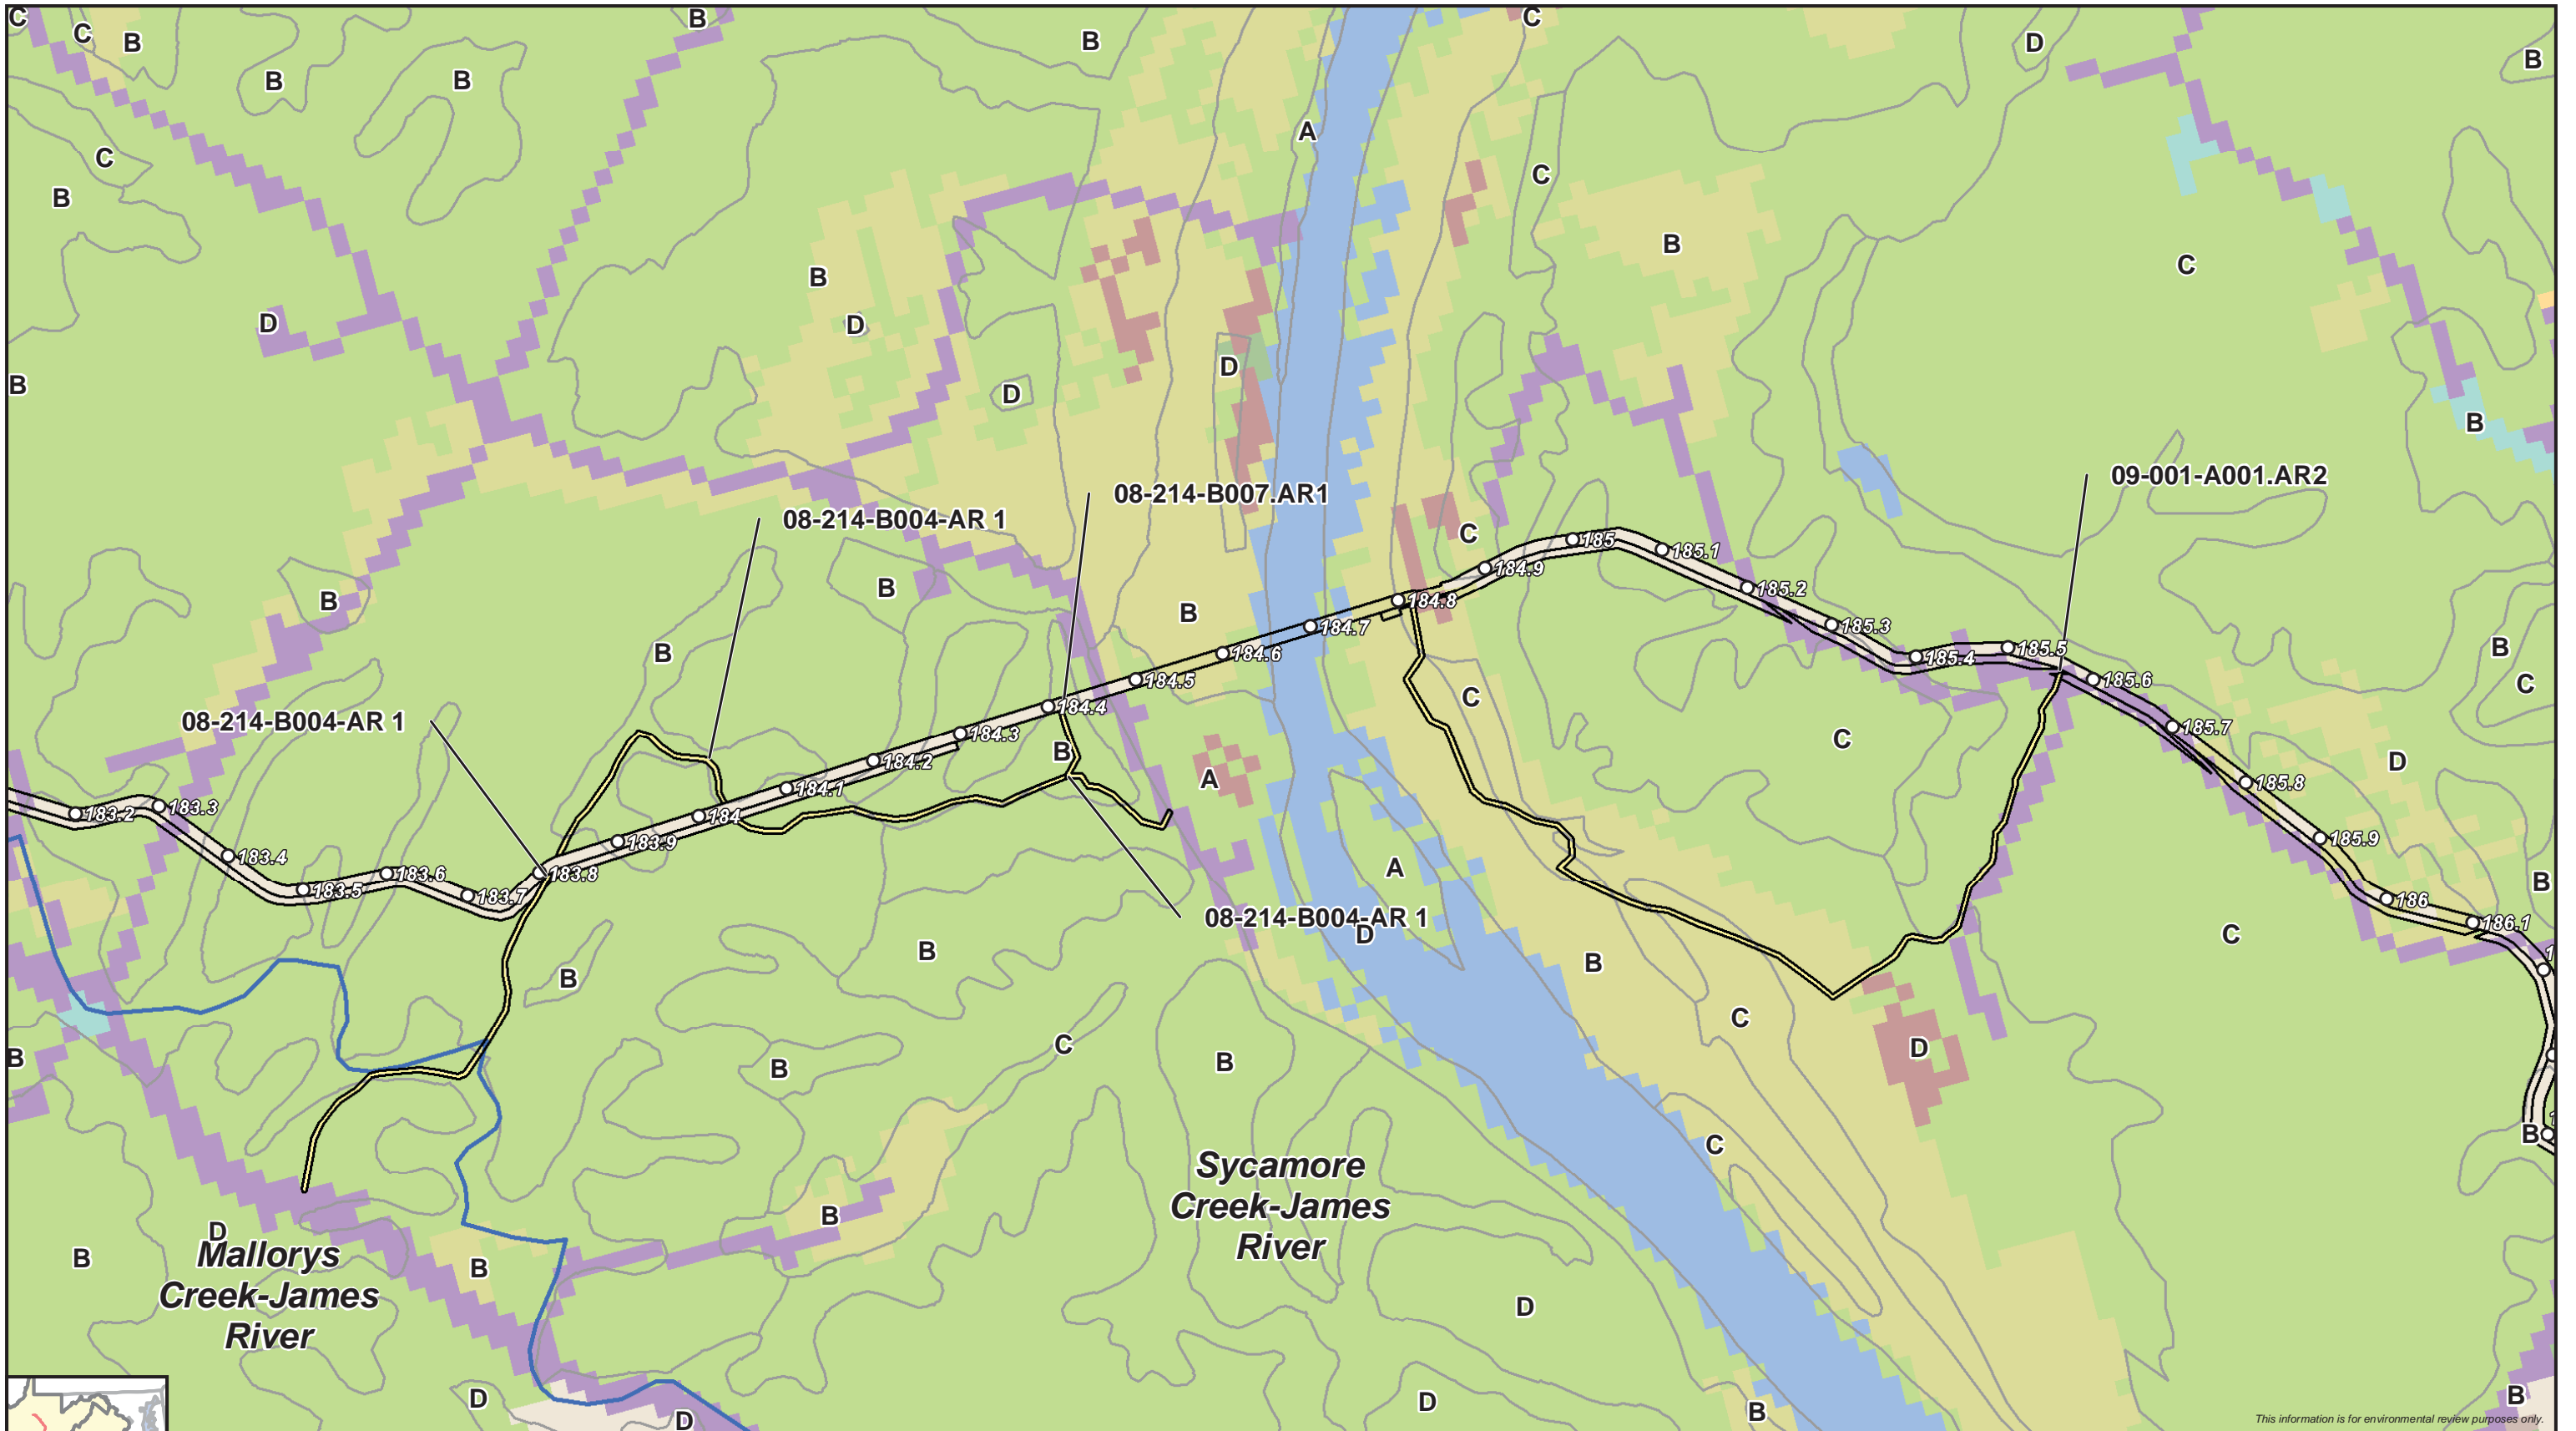 C
C
B
B
B
C
D
B
B
B
C
B
A
C
B
B
B
C
D
D
B
D
D
B
B
08-214-B007.AR1
09-001-A001.AR2
08-214-B004-AR 1
C
185
185.1
184.9
B
B
B
B
185.2
184.8
185.3
184.7
185.5
B
B
184.6
185.4
185.6
C
184.5
C
184.4
08-214-B004-AR 1
185.7
184.3
B
C
184.2
D
A
185.8
184.1
183.3
183.2
184
185.9
183.9
183.4
183.6
183.8
A
B
183.5
183.7
186
08-214-B004-AR 1
186.1
D
C
B
B
B
C
C
D
B
B
B
B
C
B
Sycamore
Creek-James
River
B
D
B
Mallorys
Creek-James
River
B
D
D
D
B
B
D
This information is for environmental review purposes only.